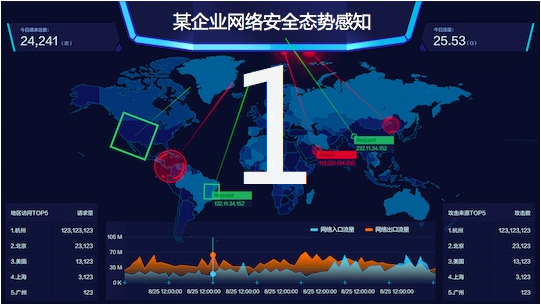 某企业网络安全态势感知
今日请求总数:
24,241（次）
今日流量:
25.53（G）
1
Request
232.11.34.152
Request
132.11.34.152
地区访问TOP5 请求量
1.杭州 123,123,123
2.北京 23,123
3.美国 13,123
4.上海 3,123
5.广州 123
网络入口流量 网络出口流量
105 M
70 M
35 M
0 K
8/25 12:00:00 8/25 12:00:00 8/25 12:00:00 8/25 12:00:00 8/25 12:00:00 8/25 12:00:00
攻击来源TOP5 攻击数
1.杭州 123,123,123
2.北京 23,123
3.美国 13,123
4.上海 3,123
5.广州 123